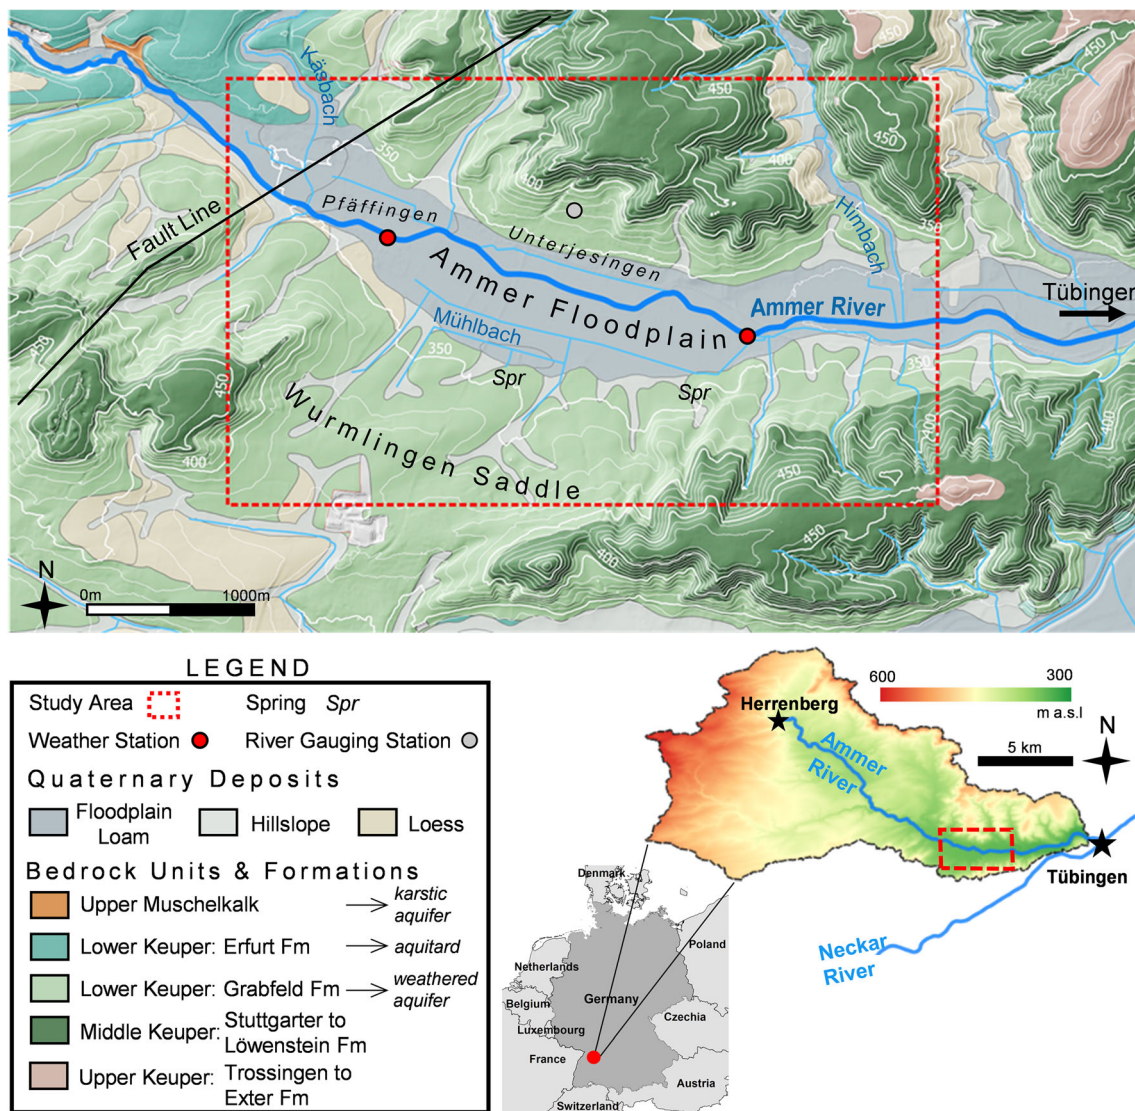 Käsbach
450
450
450
450
350
400
400
Fault Line
Pfäffingen
Unterjesingen
Himbach
350
Ammer Floodplain
Ammer River
Tübingen
Mühlbach
450
350
350
Spr
Spr
450
400
Wurmlingen Saddle
400
450
450
400
N
0m
1000m
LEGEND
Study Area
Spring Spr
Weather Station
River Gauging Station
Quaternary Deposits
Floodplain
Loam
Hillslope
Loess
Bedrock Units & Formations
Upper Muschelkalk
karstic
aquifer
Lower Keuper: Erfurt Fm
aquitard
Lower Keuper: Grabfeld Fm
weathered
aquifer
Middle Keuper: Stuttgarter to
Löwenstein Fm
Upper Keuper: Trossingen to
Exter Fm
600
300
m a.s.l
N
5 km
Herrenberg
Ammer
River
Tübingen
Neckar
River
Denmark
Poland
Netherlands
Germany
Belgium
Czechia
Luxembourg
France
Austria
Switzerland